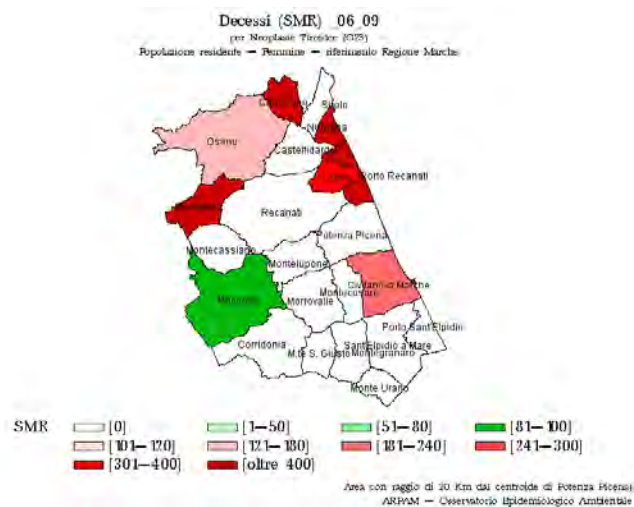 Decessi (SMR) _06_09
per Neoplasie Tiroidee (C73)
Popolazione residente — Femmine — riferimento Regione Marche
Sirolo
Numana
Osimo
Castelfidardo
Porto Recanati
Recanati
Potenza Picena
Montecassiano
Montelupone
Civitanova Marche
Montecosaro
Morrovalle
Porto Sant'Elpidio
Corridonia
Sant'Elpidio a Mare
M.te S. Giusto
Montegranaro
Monte Urano
SMR [0] [1—50] [51—80] [81—100]
[101—120] [121—180] [181—240] [241—300]
[301—400] [oltre 400]
Area con raggio di 20 Km dal centroide di Potenza Picena
ARPAM — Osservatorio Epidemiologico Ambientale